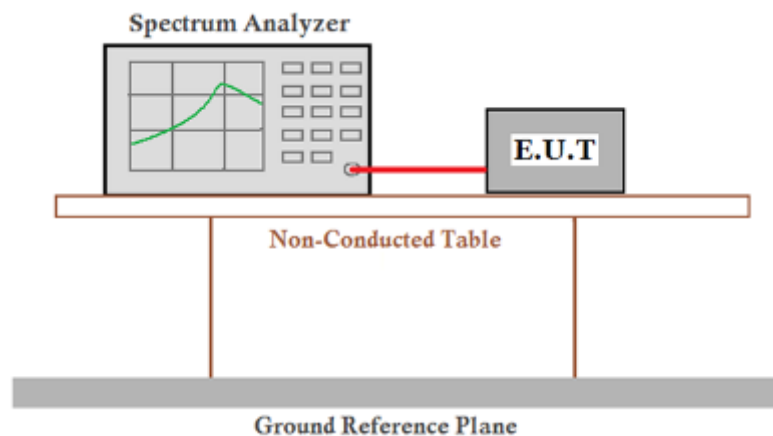 Spectrum Analyzer
E.U.T
Non-Conducted Table
Ground Reference Plane